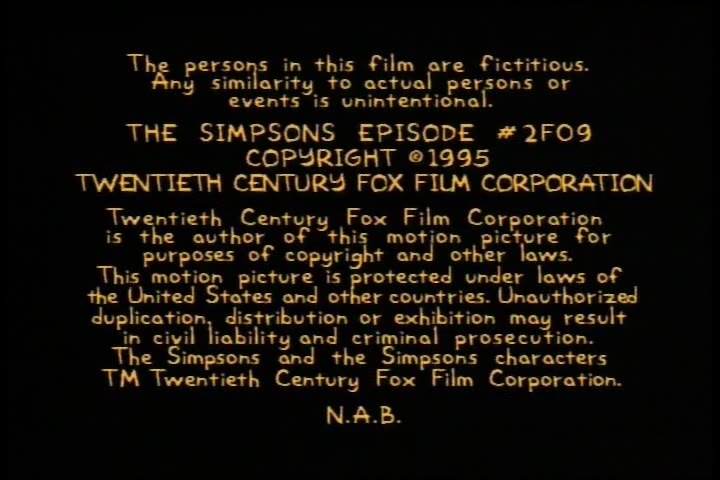 The persons in this film are fictitious.
Any similarity to actual persons or
events is unintentional.
THE SIMPSONS EPISODE #2F09
COPYRIGHT ©1995
TWENTIETH CENTURY FOX FILM CORPORATION
Twentieth Century Fox Film Corporation
is the author of this motion picture for
purposes of copyright and other laws.
This motion picture is protected under laws of
the United States and other countries. Unauthorized
duplication, distribution or exhibition may result
in civil liability and criminal prosecution.
The Simpsons and the Simpsons characters
TM Twentieth Century Fox Film Corporation.
N.A.B.